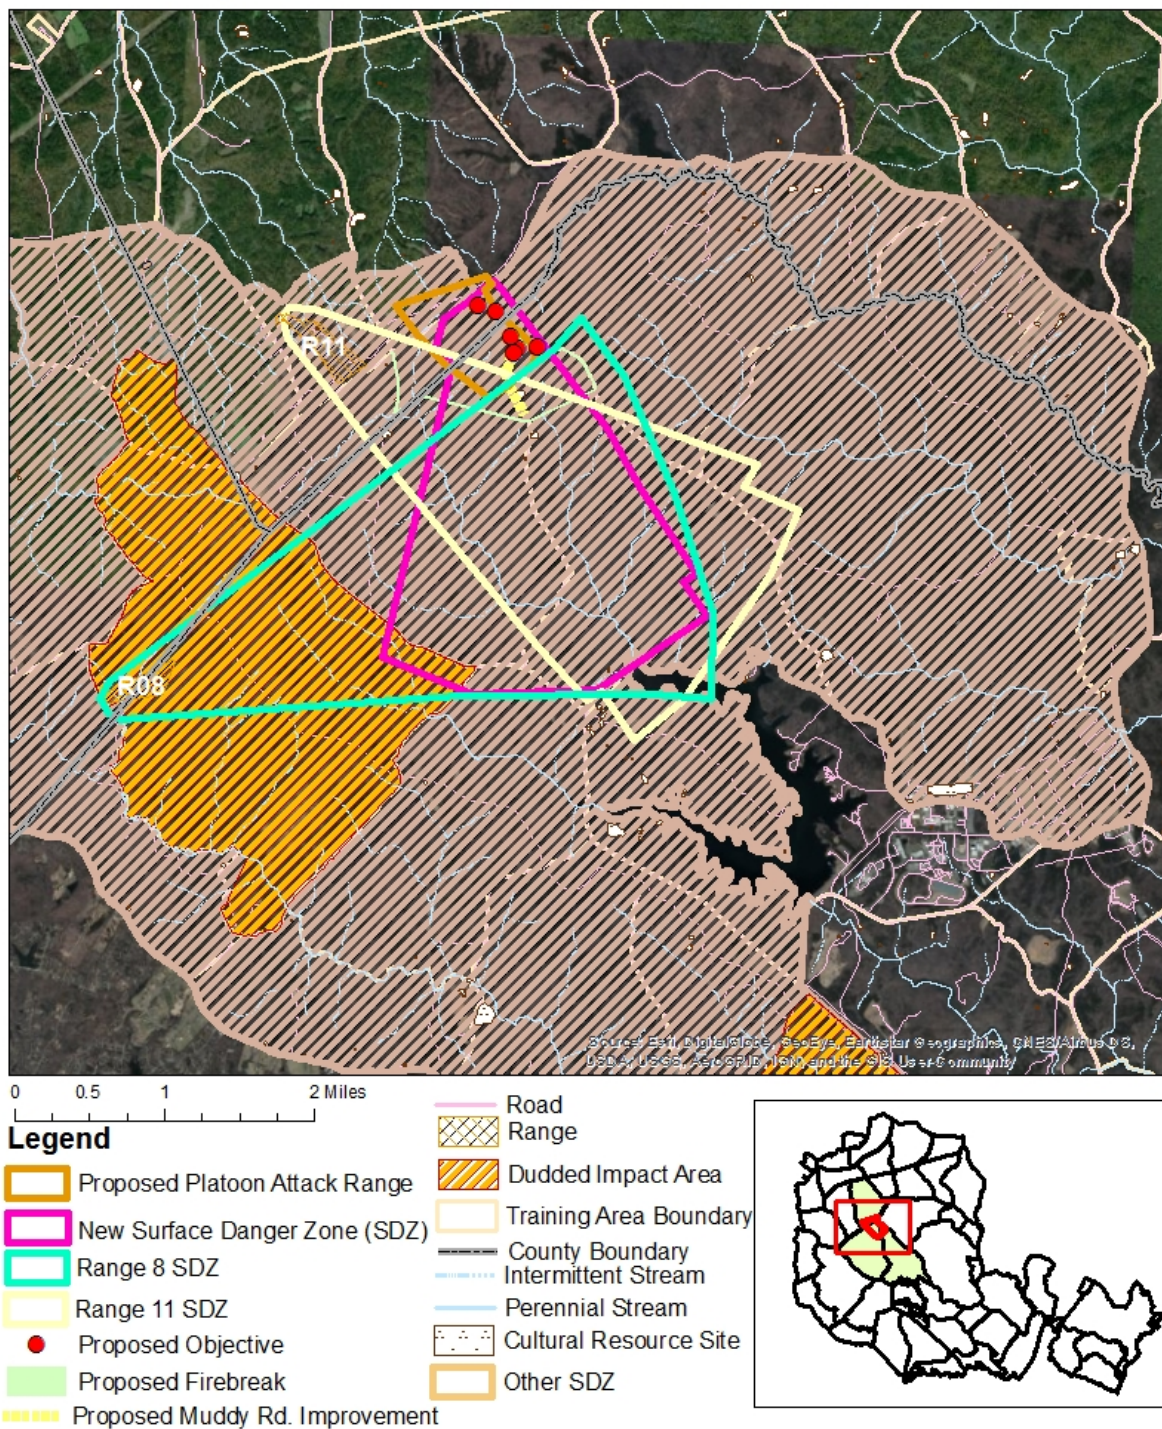 R11
R08
Source: Esri, DigitalGlobe, GeoEye, Earthstar Geographics, CNES/Airbus DS,
USDA, USGS, AeroGRID, IGN, and the GIS User Community
0 0.5 1 2 Miles
Legend
Proposed Platoon Attack Range
New Surface Danger Zone (SDZ)
Range 8 SDZ
Range 11 SDZ
Proposed Objective
Proposed Firebreak
Proposed Muddy Rd. Improvement
Road
Range
Dudded Impact Area
Training Area Boundary
County Boundary
Intermittent Stream
Perennial Stream
Cultural Resource Site
Other SDZ